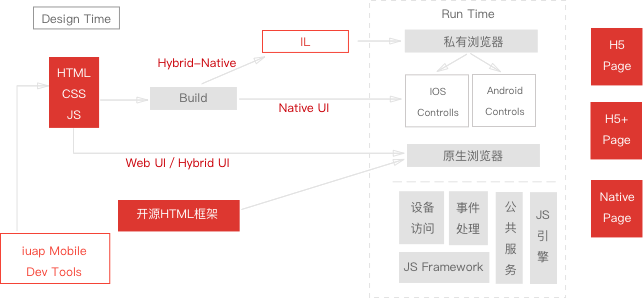 Design Time
Run Time
HTML
CSS
JS
Hybrid-Native
IL
私有浏览器
H5
Page
Build
Native UI
IOS
Controlls
Android
Controls
H5+
Page
Web UI / Hybrid UI
原生浏览器
Native
Page
开源HTML框架
设备
访问
事件
处理
公
共
服
务
JS
引
擎
JS Framework
iuap Mobile
Dev Tools